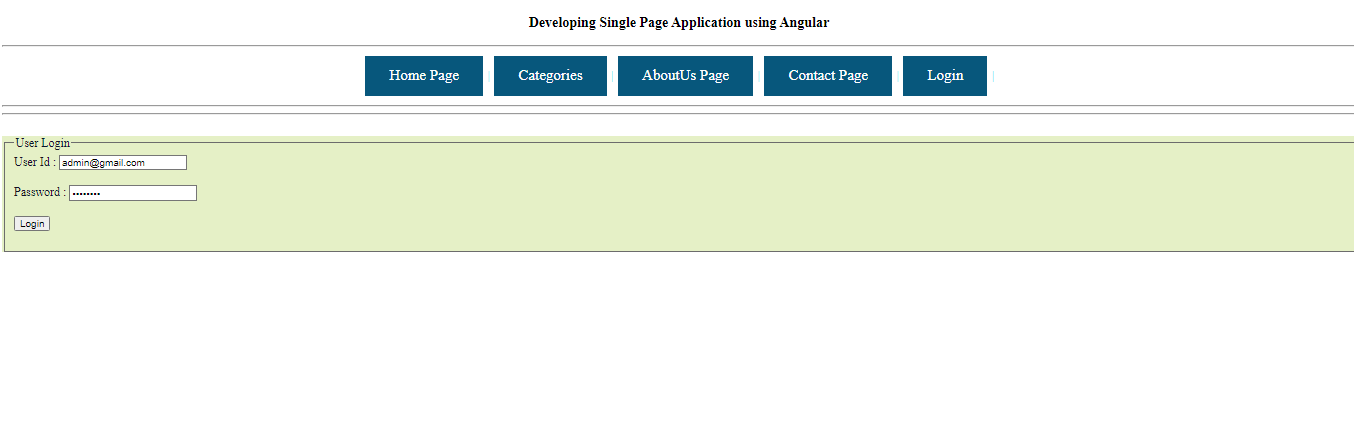 Developing Single Page Application using Angular
Home Page | Categories | AboutUs Page | Contact Page | Login |
User Login
User Id : admin@gmail.com
Password : ••••••••
Login